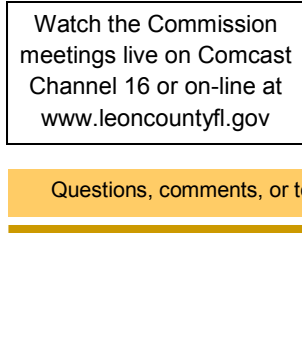 Watch the Commission
meetings live on Comcast
Channel 16 or on-line at
www.leoncountyfl.gov
Questions, comments, or